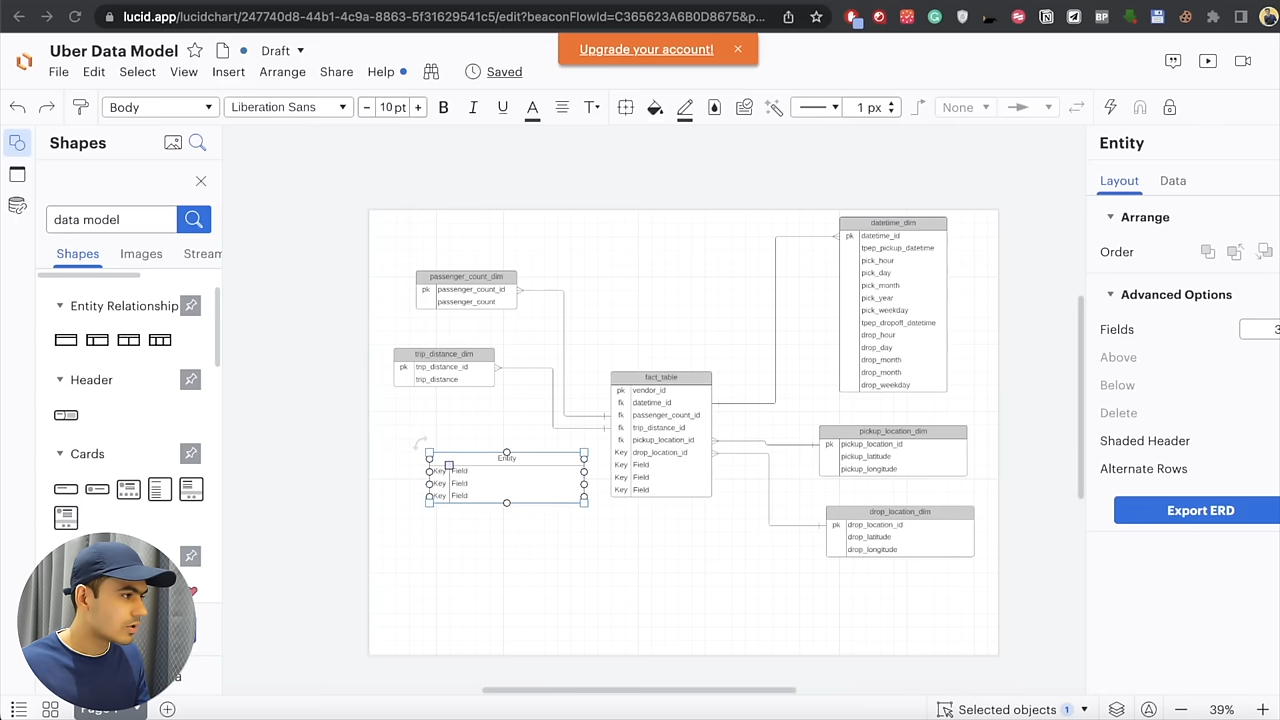 lucid.app/lucidchart/247740d8-44b1-4c9a-8863-5f31629541c5/edit?beaconFlowId=C365623A6B0D8675&p...
Uber Data Model
Draft
Upgrade your account!
File Edit Select View Insert Arrange Share Help
Saved
Body
Liberation Sans
10 pt
B I U A T
1 px
None
Shapes
data model
Shapes Images Stream
Entity Relationship
Header
Cards
Page 1
passenger_count_dim
pk passenger_count_id
passenger_count
trip_distance_dim
pk trip_distance_id
trip_distance
Entity
Key Field
Key Field
Key Field
fact_table
pk vendor_id
fk datetime_id
fk passenger_count_id
fk trip_distance_id
fk pickup_location_id
Key drop_location_id
Key Field
Key Field
Key Field
datetime_dim
pk datetime_id
tpep_pickup_datetime
pick_hour
pick_day
pick_month
pick_year
pick_weekday
tpep_dropoff_datetime
drop_hour
drop_day
drop_month
drop_month
drop_weekday
pickup_location_dim
pk pickup_location_id
pickup_latitude
pickup_longitude
drop_location_dim
pk drop_location_id
drop_latitude
drop_longitude
Entity
Layout Data
Arrange
Order
Advanced Options
Fields 3
Above
Below
Delete
Shaded Header
Alternate Rows
Export ERD
Selected objects 1
39%